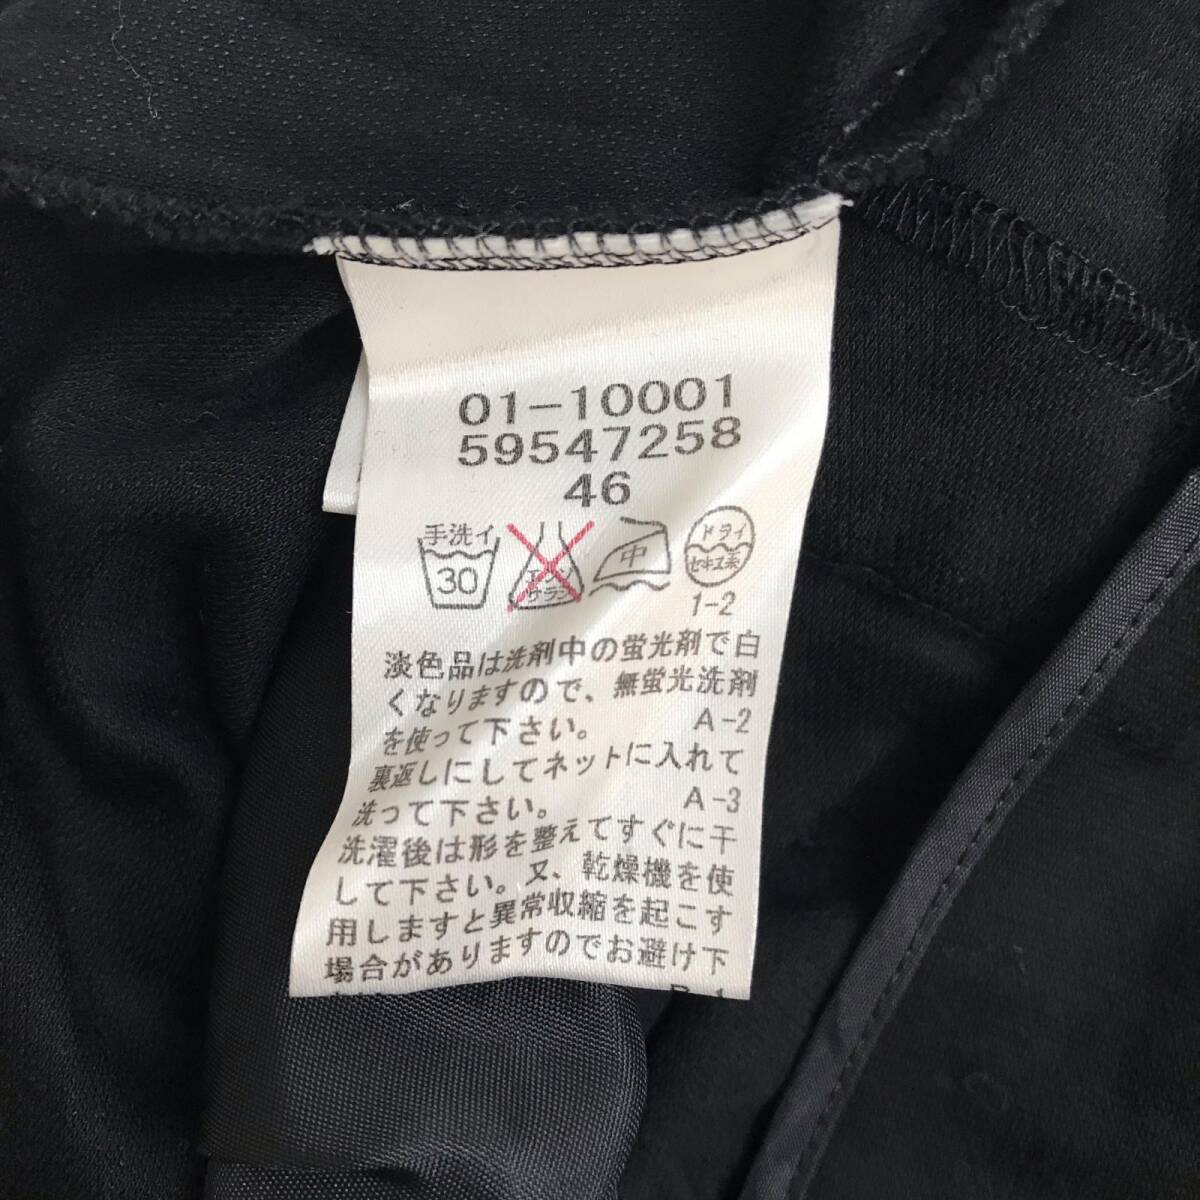 01-10001
59547258
46
手洗イ
30
エンソ
サラシ
中
ドライ
セキユ系
1-2
淡色品は洗剤中の蛍光剤で白
くなりますので、無蛍光洗剤
を使って下さい。 A-2
裏返しにしてネットに入れて
洗って下さい。 A-3
洗濯後は形を整えてすぐに干
して下さい。又、乾燥機を使
用しますと異常収縮を起こす
場合がありますのでお避け下